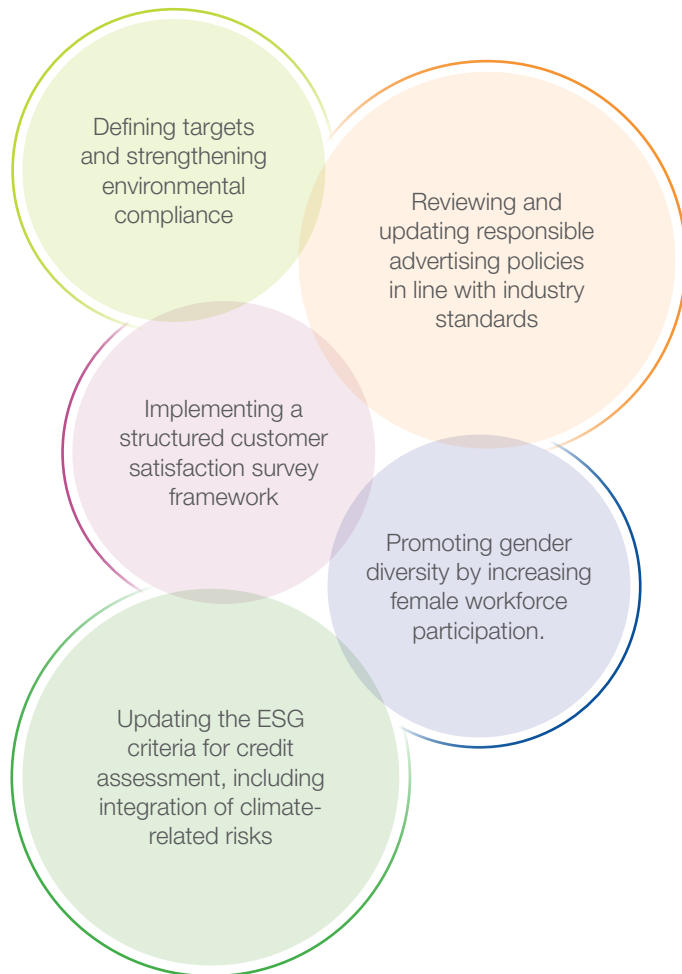 Defining targets
and strengthening
environmental
compliance
Reviewing and
updating responsible
advertising policies
in line with industry
standards
Implementing a
structured customer
satisfaction survey
framework
Promoting gender
diversity by increasing
female workforce
participation.
Updating the ESG
criteria for credit
assessment, including
integration of climate-
related risks